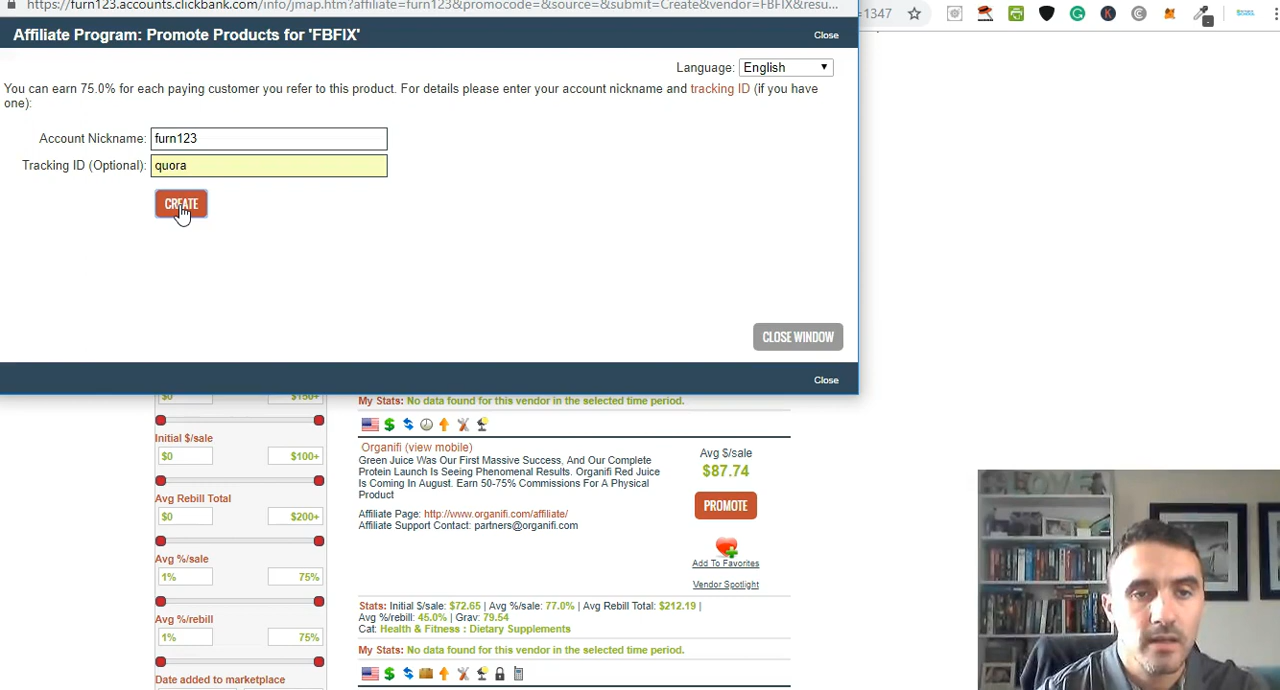 https://furn123.accounts.clickbank.com/info/jmap.htm?affiliate=furn123&promocode=&source=&submit=Create&vendor=FBFIX&resu...
1347
Affiliate Program: Promote Products for 'FBFIX'
Close
Language: English
You can earn 75.0% for each paying customer you refer to this product. For details please enter your account nickname and tracking ID (if you have
one):
Account Nickname: furn123
Tracking ID (Optional): quora
CREATE
CLOSE WINDOW
Close
$0 $150+
My Stats: No data found for this vendor in the selected time period.
Initial $/sale
$0 $100+
Avg Rebill Total
$0 $200+
Avg %/sale
1% 75%
Avg %/rebill
1% 75%
Date added to marketplace
Organifi (view mobile)
Green Juice Was Our First Massive Success, And Our Complete
Protein Launch Is Seeing Phenomenal Results. Organifi Red Juice
Is Coming In August. Earn 50-75% Commissions For A Physical
Product
Affiliate Page: http://www.organifi.com/affiliate/
Affiliate Support Contact: partners@organifi.com
Avg $/sale
$87.74
PROMOTE
Add To Favorites
Vendor Spotlight
Stats: Initial $/sale: $72.65 | Avg %/sale: 77.0% | Avg Rebill Total: $212.19 |
Avg %/rebill: 45.0% | Grav: 79.54
Cat: Health & Fitness : Dietary Supplements
My Stats: No data found for this vendor in the selected time period.